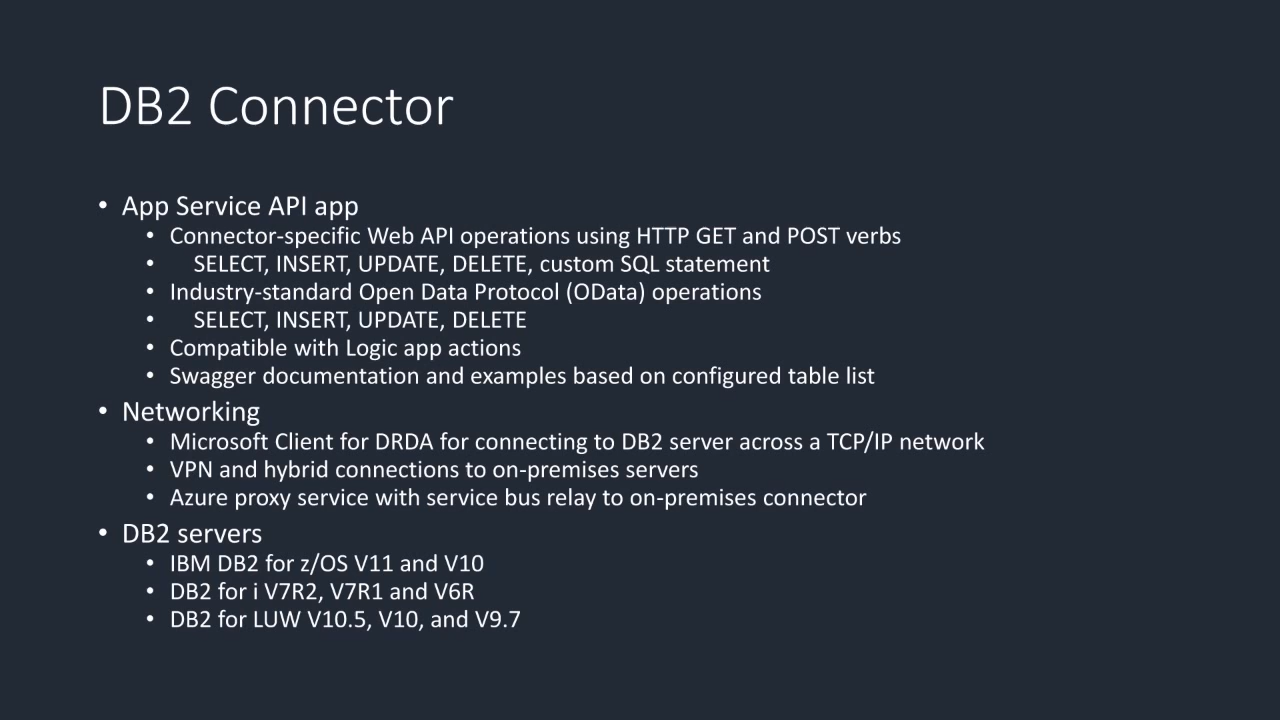 DB2 Connector
• App Service API app
• Connector-specific Web API operations using HTTP GET and POST verbs
• SELECT, INSERT, UPDATE, DELETE, custom SQL statement
• Industry-standard Open Data Protocol (OData) operations
• SELECT, INSERT, UPDATE, DELETE
• Compatible with Logic app actions
• Swagger documentation and examples based on configured table list
• Networking
• Microsoft Client for DRDA for connecting to DB2 server across a TCP/IP network
• VPN and hybrid connections to on-premises servers
• Azure proxy service with service bus relay to on-premises connector
• DB2 servers
• IBM DB2 for z/OS V11 and V10
• DB2 for i V7R2, V7R1 and V6R
• DB2 for LUW V10.5, V10, and V9.7